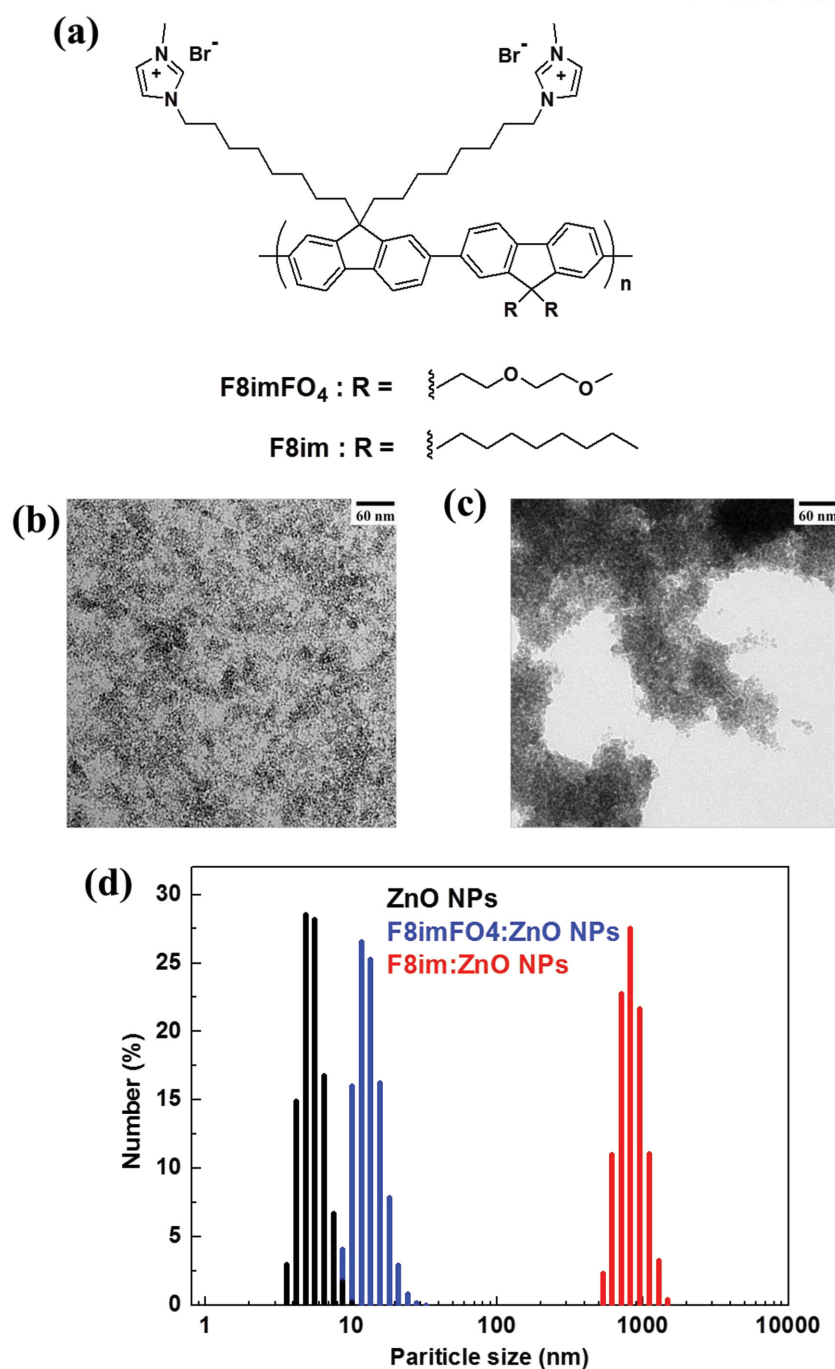 (a)
N
Br-
+
N
Br-
N
+
N
n
R R
F8imFO4 : R =
O
O
F8im : R =
(b)
60 nm
(c)
60 nm
(d)
30
25
20
15
10
5
0
Number (%)
ZnO NPs
F8imFO4:ZnO NPs
F8im:ZnO NPs
1 10 100 1000 10000
Pariticle size (nm)